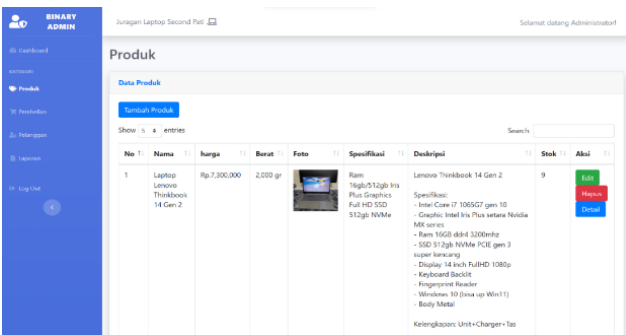 BINARY
ADMIN
Juragan Laptop Second Pati
Selamat datang Administrator!
Dashboard
KATEGORI
Produk
Pembelian
Pelanggan
Laporan
Log Out
Produk
Data Produk
Tambah Produk
Show 5 entries
Search:
No Nama harga Berat Foto Spesifikasi Deskripsi Stok Aksi
1
Laptop
Lenovo
Thinkbook
14 Gen 2
Rp.7,300,000
2,000 gr
Ram
16gb/512gb Iris
Plus Graphics
Full HD SSD
512gb NVMe
Lenovo Thinkbook 14 Gen 2
Spesifikasi:
- Intel Core i7 1065G7 gen 10
- Graphic Intel Iris Plus setara Nvidia
MX series
- Ram 16GB ddr4 3200mhz
- SSD 512gb NVMe PCIE gen 3
super kencang
- Display 14 inch FullHD 1080p
- Keyboard Backlit
- Fingerprint Reader
- Windows 10 (bisa up Win11)
- Body Metal
Kelengkapan: Unit+Charger+Tas
9
Edit
Hapus
Detail